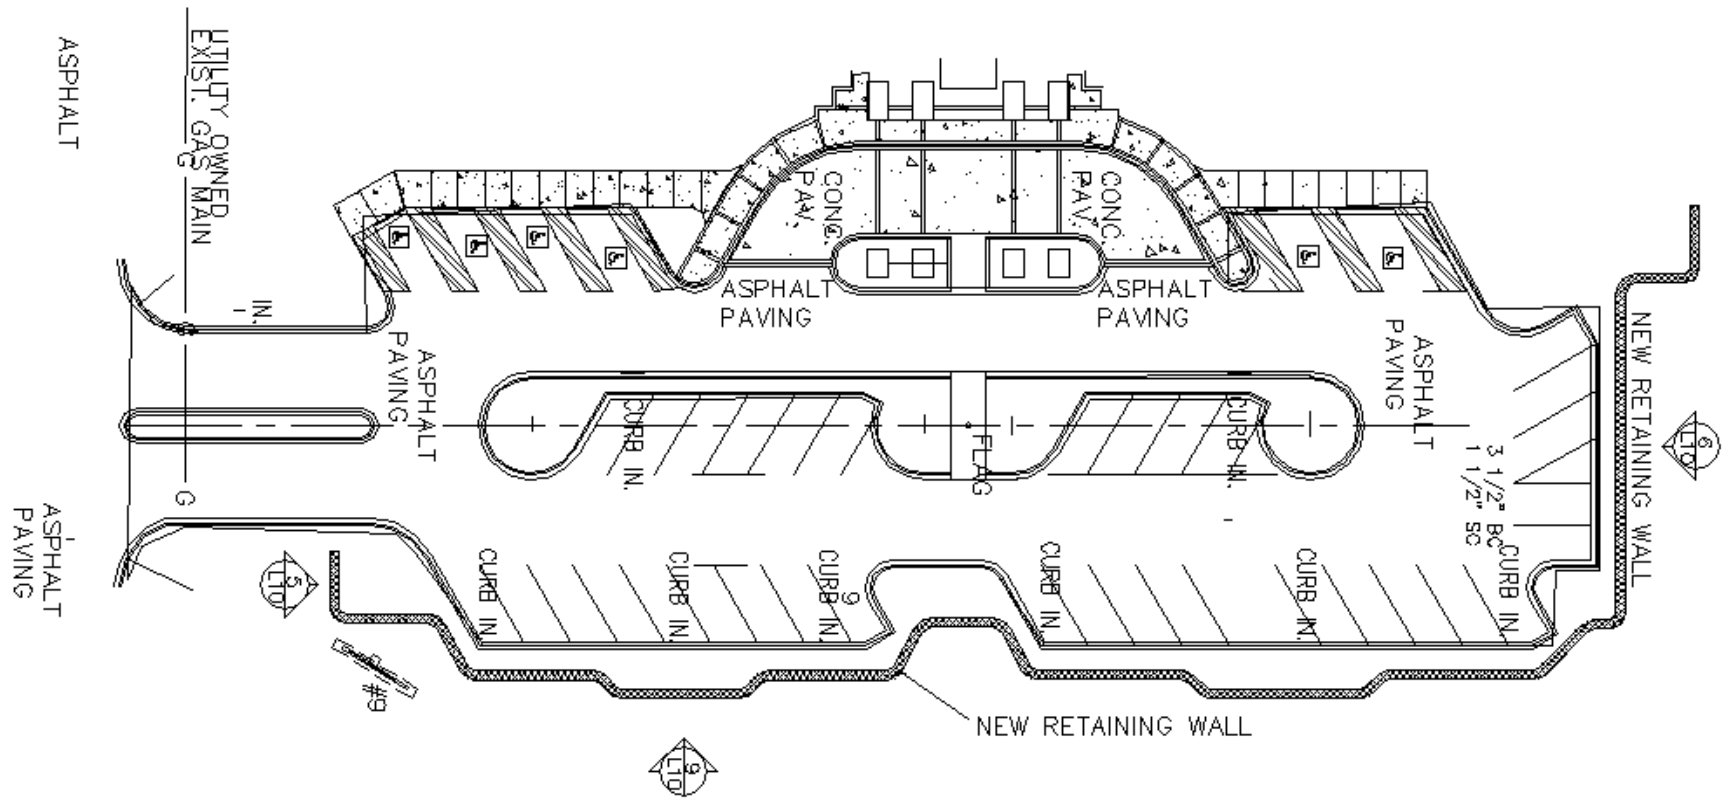 ASPHALT
UTILITY OWNED
EXIST. GAS MAIN
G
IN.
CONC.
PAV.
CONC
PAV.
ASPHALT
PAVING
ASPHALT
PAVING
ASPHALT
PAVING
ASPHALT
PAVING
NEW RETAINING WALL
6
L10
CURB IN.
FLAG
CURB IN.
3 1/2" BC
1 1/2" SC
G
ASPHALT
PAVING
5
L10
CURB IN.
CURB IN.
CURB IN.
9
CURB IN
CURB IN.
CURB IN.
#9
NEW RETAINING WALL
9
L10